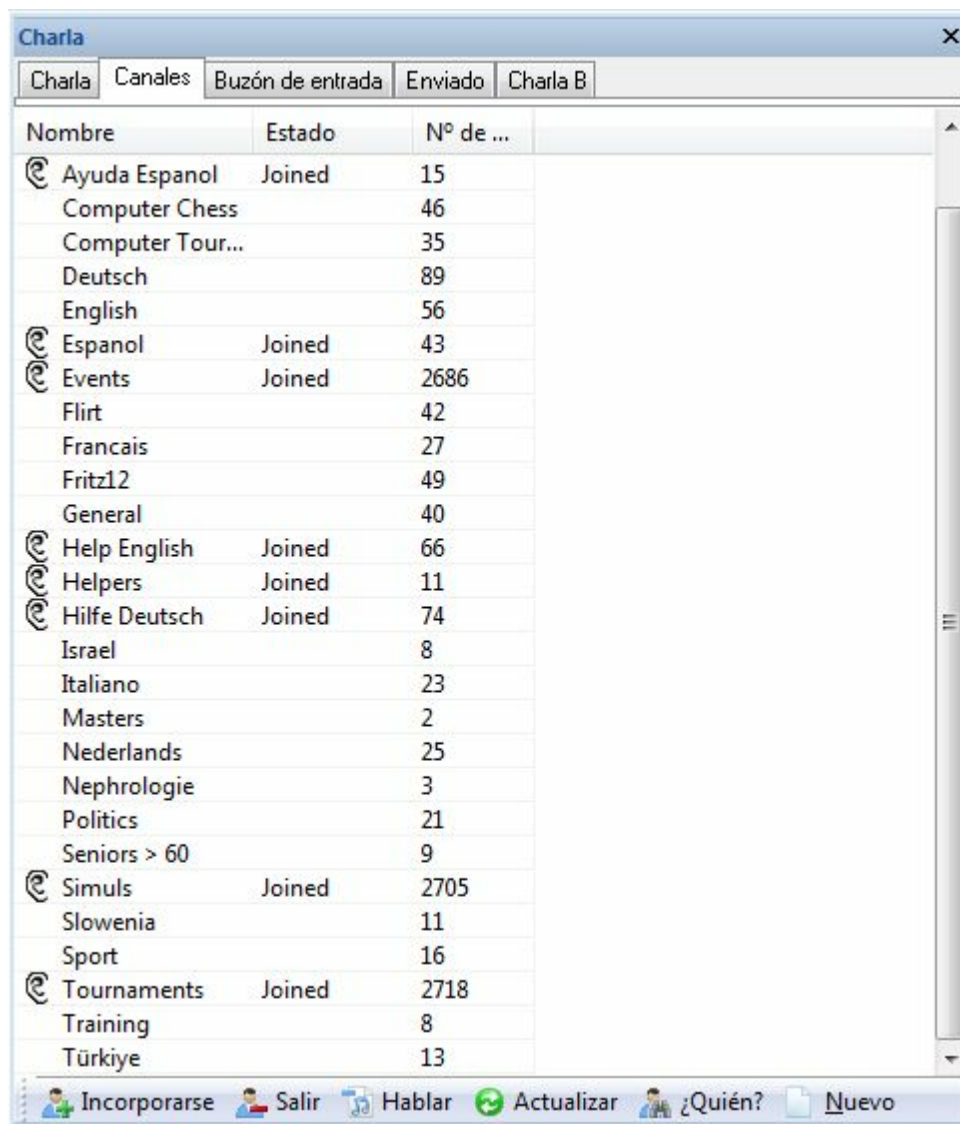 Charla
Charla Canales Buzón de entrada Enviado Charla B
Nombre Estado Nº de ...
Ayuda Espanol Joined 15
Computer Chess 46
Computer Tour... 35
Deutsch 89
English 56
Espanol Joined 43
Events Joined 2686
Flirt 42
Francais 27
Fritz12 49
General 40
Help English Joined 66
Helpers Joined 11
Hilfe Deutsch Joined 74
Israel 8
Italiano 23
Masters 2
Nederlands 25
Nephrologie 3
Politics 21
Seniors > 60 9
Simuls Joined 2705
Slowenia 11
Sport 16
Tournaments Joined 2718
Training 8
Türkiye 13
Incorporarse Salir Hablar Actualizar ¿Quién? Nuevo